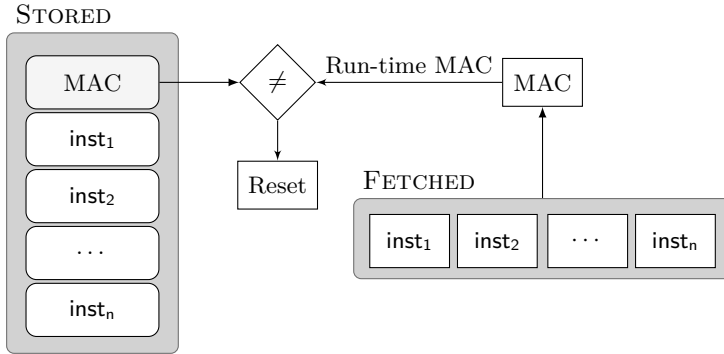 STORED
MAC
inst1
inst2
...
instn
≠
Reset
Run-time MAC
MAC
FETCHED
inst1 inst2 ... instn